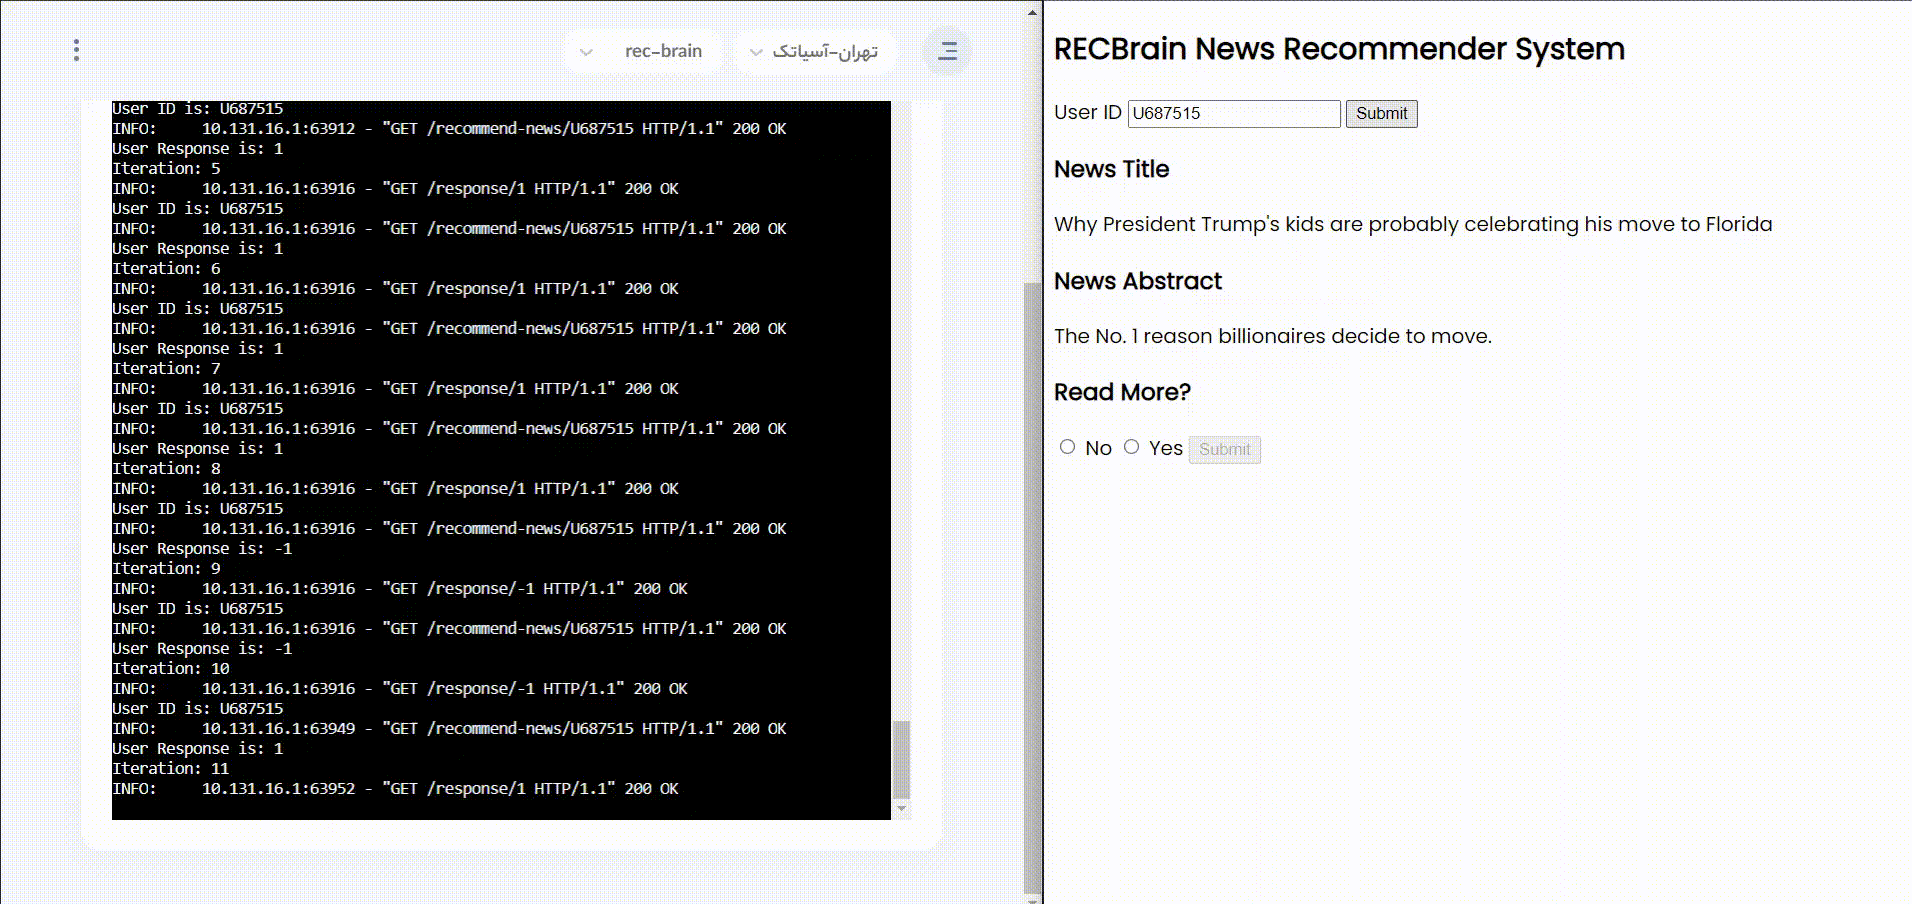 rec-brain
تهران-آسیاتک
User ID is: U687515
INFO:     10.131.16.1:63912 - "GET /recommend-news/U687515 HTTP/1.1" 200 OK
User Response is: 1
Iteration: 5
INFO:     10.131.16.1:63916 - "GET /response/1 HTTP/1.1" 200 OK
User ID is: U687515
INFO:     10.131.16.1:63916 - "GET /recommend-news/U687515 HTTP/1.1" 200 OK
User Response is: 1
Iteration: 6
INFO:     10.131.16.1:63916 - "GET /response/1 HTTP/1.1" 200 OK
User ID is: U687515
INFO:     10.131.16.1:63916 - "GET /recommend-news/U687515 HTTP/1.1" 200 OK
User Response is: 1
Iteration: 7
INFO:     10.131.16.1:63916 - "GET /response/1 HTTP/1.1" 200 OK
User ID is: U687515
INFO:     10.131.16.1:63916 - "GET /recommend-news/U687515 HTTP/1.1" 200 OK
User Response is: 1
Iteration: 8
INFO:     10.131.16.1:63916 - "GET /response/1 HTTP/1.1" 200 OK
User ID is: U687515
INFO:     10.131.16.1:63916 - "GET /recommend-news/U687515 HTTP/1.1" 200 OK
User Response is: -1
Iteration: 9
INFO:     10.131.16.1:63916 - "GET /response/-1 HTTP/1.1" 200 OK
User ID is: U687515
INFO:     10.131.16.1:63916 - "GET /recommend-news/U687515 HTTP/1.1" 200 OK
User Response is: -1
Iteration: 10
INFO:     10.131.16.1:63916 - "GET /response/-1 HTTP/1.1" 200 OK
User ID is: U687515
INFO:     10.131.16.1:63949 - "GET /recommend-news/U687515 HTTP/1.1" 200 OK
User Response is: 1
Iteration: 11
INFO:     10.131.16.1:63952 - "GET /response/1 HTTP/1.1" 200 OK
RECBrain News Recommender System
User ID U687515 Submit
News Title
Why President Trump's kids are probably celebrating his move to Florida
News Abstract
The No. 1 reason billionaires decide to move.
Read More?
No Yes Submit